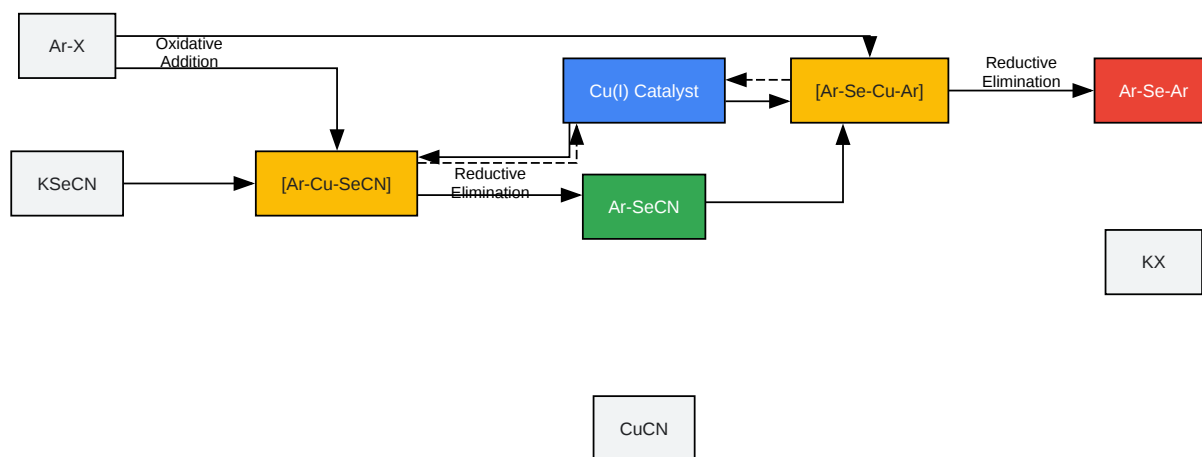 Ar-X
Oxidative
Addition
Cu(I) Catalyst
[Ar-Se-Cu-Ar]
Reductive
Elimination
Ar-Se-Ar
KSeCN
[Ar-Cu-SeCN]
Reductive
Elimination
Ar-SeCN
KX
CuCN